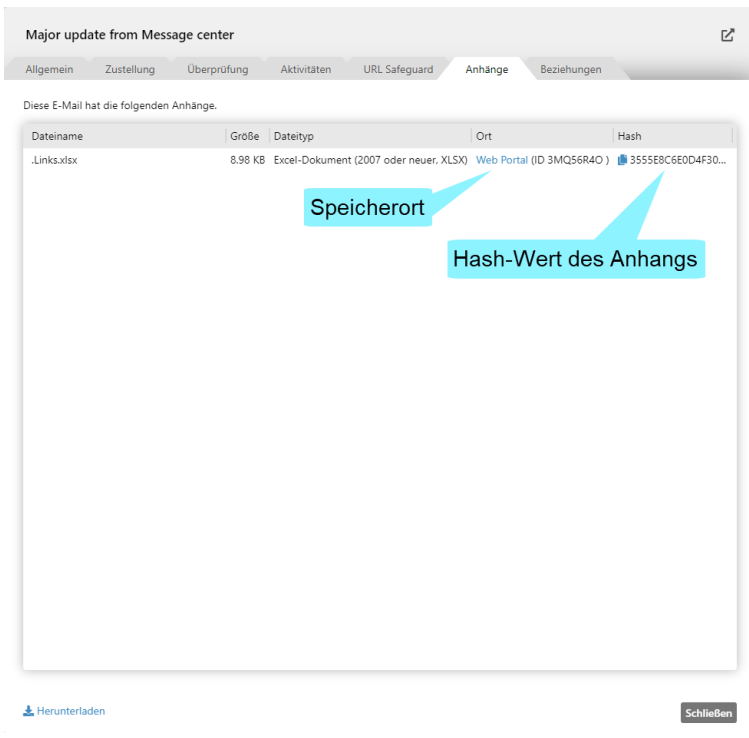 Major update from Message center
Allgemein Zustellung Überprüfung Aktivitäten URL Safeguard Anhänge Beziehungen
Diese E-Mail hat die folgenden Anhänge.
Dateiname Größe Dateityp Ort Hash
.Links.xlsx 8.98 KB Excel-Dokument (2007 oder neuer, XLSX) Web Portal (ID 3MQ56R4O ) 3555E8C6E0D4F30...
Speicherort
Hash-Wert des Anhangs
Herunterladen Schließen